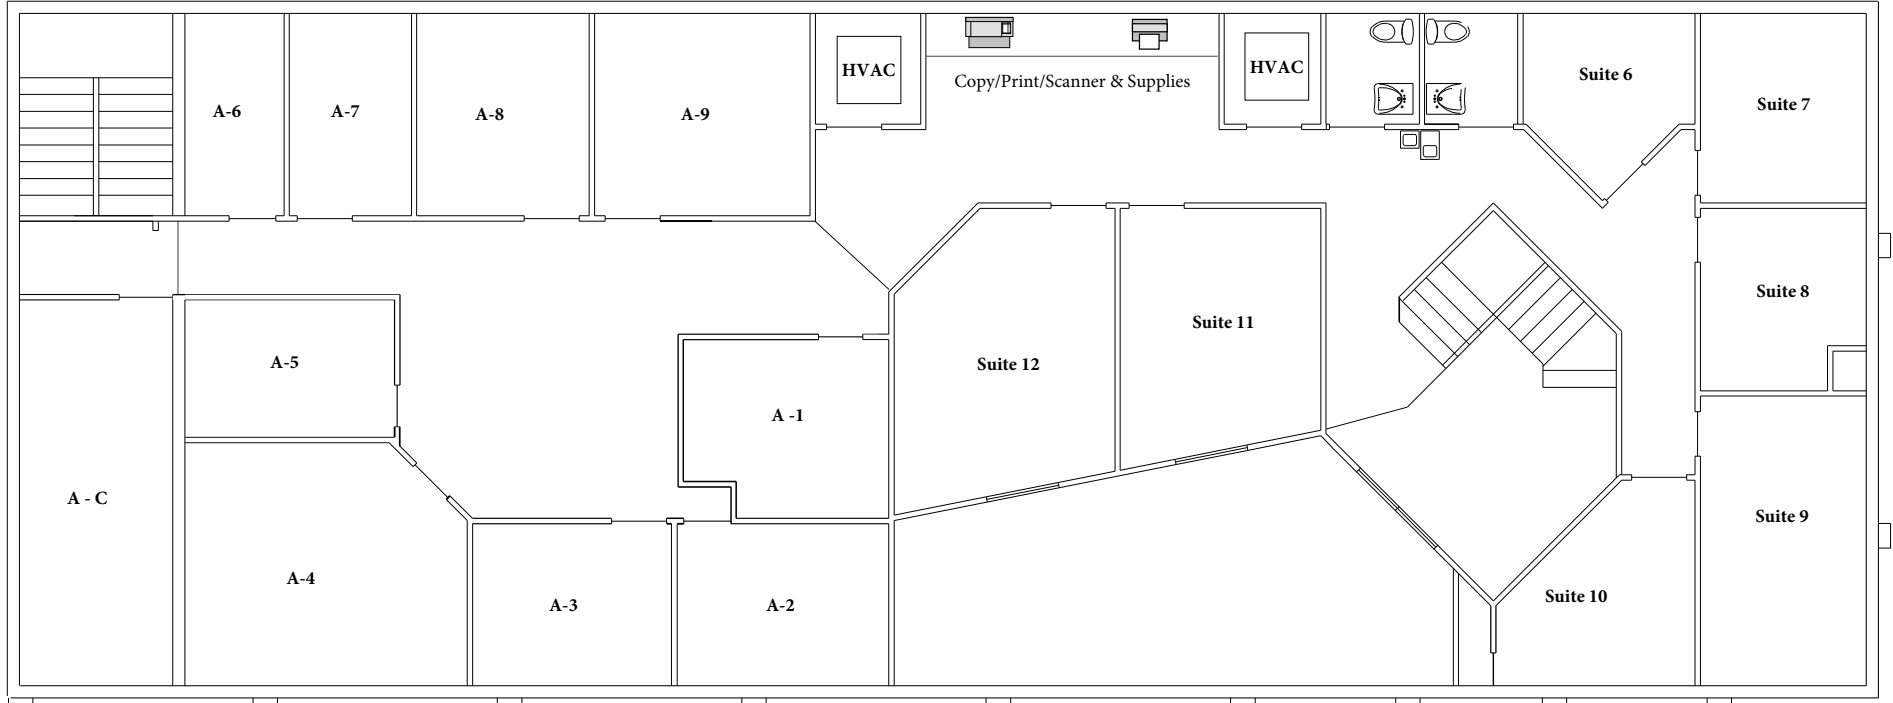 HVAC
HVAC
Suite 6
Copy/Print/Scanner & Supplies
Suite 7
A-6
A-7
A-8
A-9
Suite 8
Suite 11
A-5
Suite 12
A -1
A - C
Suite 9
A-4
Suite 10
A-3
A-2